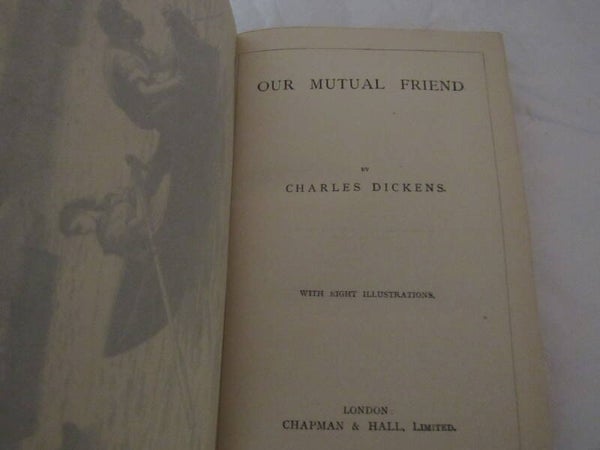 OUR MUTUAL FRIEND
BY
CHARLES DICKENS.
WITH EIGHT ILLUSTRATIONS.
LONDON:
CHAPMAN & HALL, LIMITED.